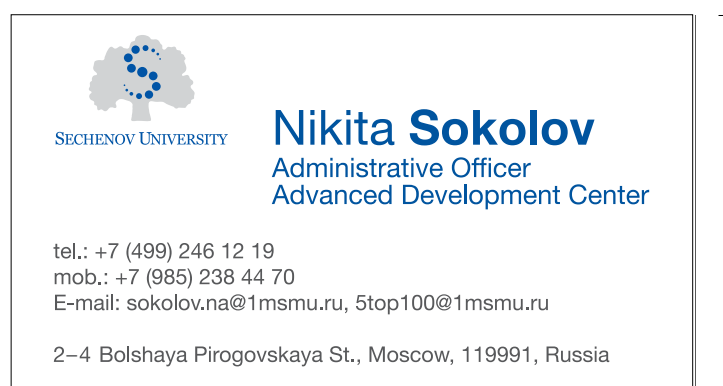 SECHENOV UNIVERSITY
Nikita Sokolov
Administrative Officer
Advanced Development Center
tel.: +7 (499) 246 12 19
mob.: +7 (985) 238 44 70
E-mail: sokolov.na@1msmu.ru, 5top100@1msmu.ru
2–4 Bolshaya Pirogovskaya St., Moscow, 119991, Russia